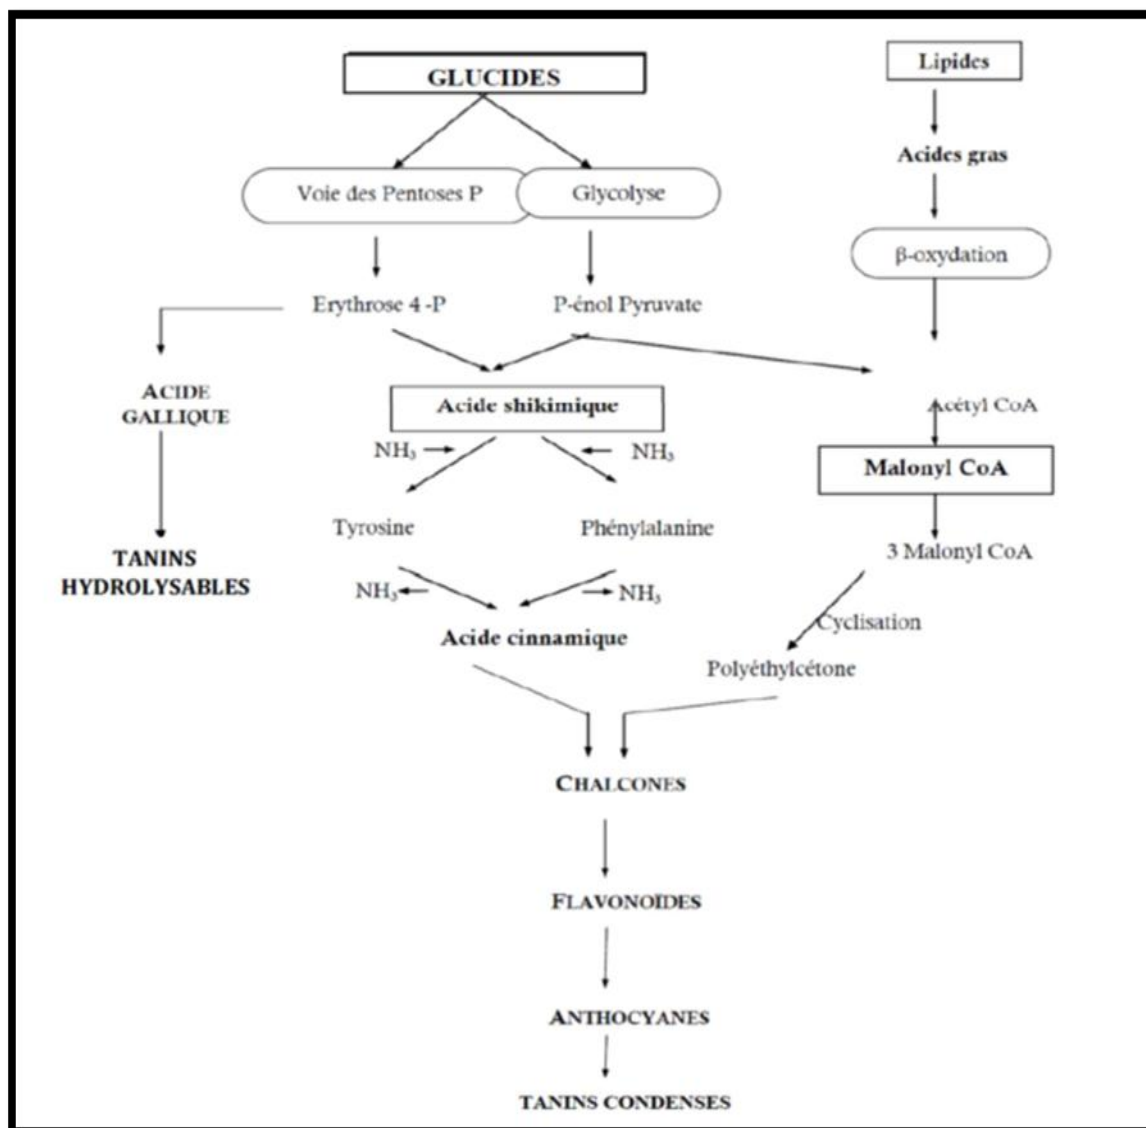 GLUCIDES
Lipides
Acides gras
Voie des Pentoses P
Glycolyse
β-oxydation
Erythrose 4 -P
P-énol Pyruvate
ACIDE
GALLIQUE
Acide shikimique
Acétyl CoA
NH₃
NH₃
Malonyl CoA
Tyrosine
Phénylalanine
3 Malonyl CoA
TANINS
HYDROLYSABLES
NH₃
NH₃
Cyclisation
Acide cinnamique
Polyéthylcétone
CHALCONES
FLAVONOÏDES
ANTHOCYANES
TANINS CONDENSES